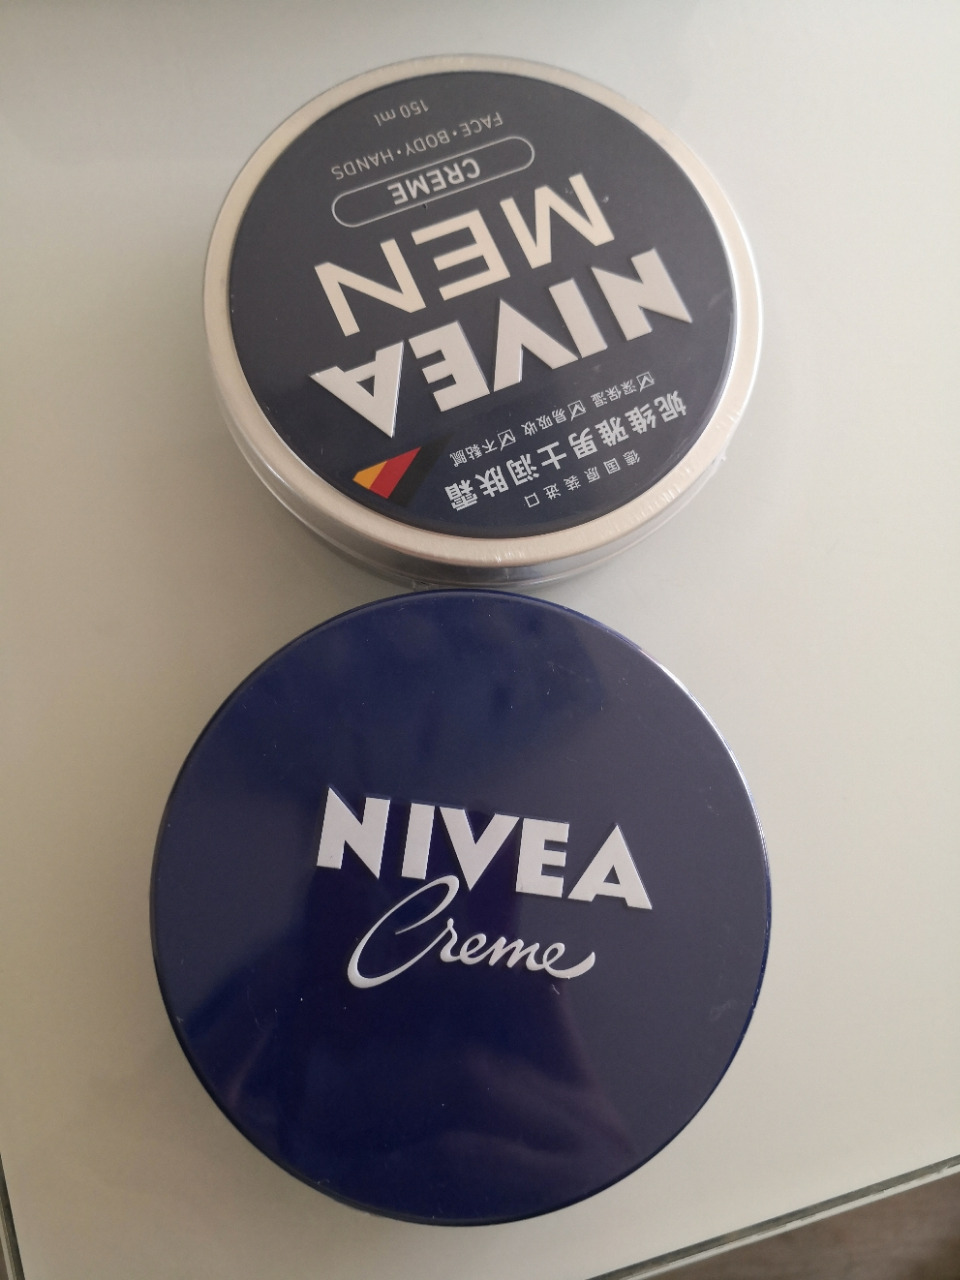 德国原装进口
妮维雅男士润肤霜
深保湿 易吸收 不黏腻
NIVEA
MEN
CREME
FACE•BODY•HANDS
150 ml
NIVEA
Creme